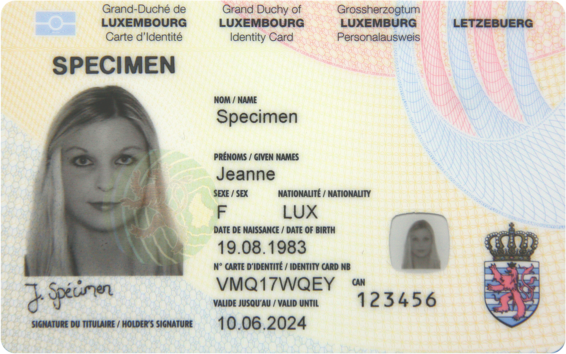 Grand-Duché de
LUXEMBOURG
Carte d'Identité
Grand Duchy of
LUXEMBURG
Identity Card
Grossherzogtum
LUXEMBURG
Personalausweis
LETZEBUERG
SPECIMEN
NOM / NAME
Specimen
PRÉNOMS / GIVEN NAMES
Jeanne
SEXE / SEX NATIONALITÉ / NATIONALITY
F LUX
DATE DE NAISSANCE / DATE OF BIRTH
19.08.1983
N° CARTE D'IDENTITÉ / IDENTITY CARD NB
VMQ17WQEY
CAN
123456
VALIDE JUSQU'AU / VALID UNTIL
10.06.2024
J. Spécimen
SIGNATURE DU TITULAIRE / HOLDER'S SIGNATURE